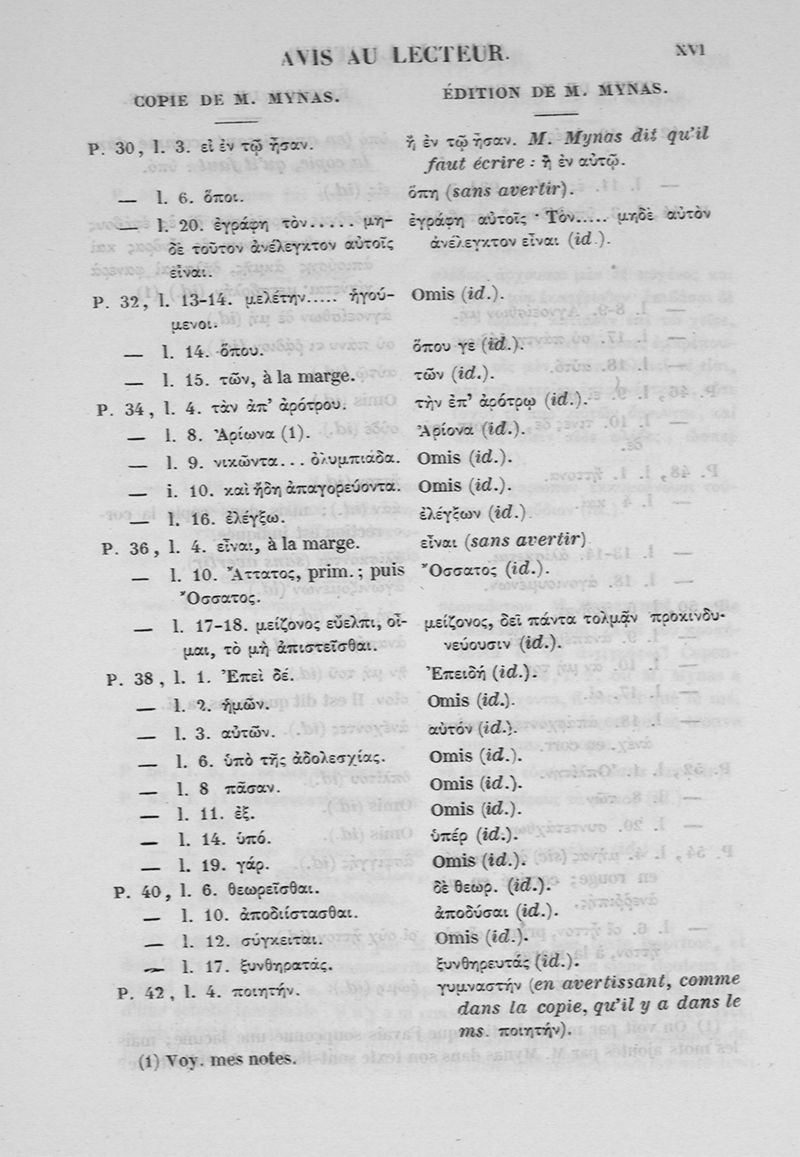 AVIS AU LECTEUR. XVI
COPIE DE M. MYNAS. ÉDITION DE M. MYNAS.
P. 30, l. 3. εἰ ἐν τῷ ἦσαν. ἢ ἐν τῷ ἦσαν. M. Mynas dit qu'il
faut écrire : ἢ ἐν αὐτῷ.
— l. 6. ὅποι. ὅπη (sans avertir).
— l. 20. ἐγράφη τὸν..... μη- ἐγράφη αὐτοῖς · Τόν..... μηδὲ αὐτὸν
δὲ τοῦτον ἀνέλεγκτον αὐτοῖς ἀνέλεγκτον εἶναι (id.).
εἶναι.
P. 32, l. 13-14. μελέτην..... ἡγού- Omis (id.).
μενοι.
— l. 14. ὅπου. ὅπου γε (id.).
— l. 15. τῶν, à la marge. τῶν (id.).
P. 34, l. 4. τὰν ἀπ' ἀρότρου. τὴν ἐπ' ἀρότρῳ (id.).
— l. 8. Ἀρίωνα (1). Ἀρίονα (id.).
— l. 9. νικῶντα... ὀλυμπιάδα. Omis (id.).
— l. 10. καὶ ἤδη ἀπαγορεύοντα. Omis (id.).
— l. 16. ἐλέγξω. ἐλέγξων (id.)
P. 36, l. 4. εἶναι, à la marge. εἶναι (sans avertir)
— l. 10. Ἄττατος, prim. ; puis Ὄσσατος (id.).
Ὄσσατος.
— l. 17-18. μείζονος εὔελπι, οἶ- μείζονος, δεῖ πάντα τολμᾷν προκινδυ-
μαι, τὸ μὴ ἀπιστεῖσθαι. νεύουσιν (id.).
P. 38, l. 1. Ἐπεὶ δέ. Ἐπειδή (id.).
— l. 2. ἡμῶν. Omis (id.).
— l. 3. αὐτῶν. αὐτόν (id.).
— l. 6. ὑπὸ τῆς ἀδολεσχίας. Omis (id.).
— l. 8 πᾶσαν. Omis (id.).
— l. 11. ἐξ. Omis (id.).
— l. 14. ὑπό. ὑπέρ (id.).
— l. 19. γάρ. Omis (id.).
P. 40, l. 6. θεωρεῖσθαι. δὲ θεωρ. (id.).
— l. 10. ἀποδιίστασθαι. ἀποδύσαι (id.).
— l. 12. σύγκειται. Omis (id.).
— l. 17. ξυνθηρατάς. ξυνθηρευτάς (id.).
P. 42, l. 4. ποιητήν. γυμναστήν (en avertissant, comme
dans la copie, qu'il y a dans le
ms. ποιητήν).
(1) Voy. mes notes.